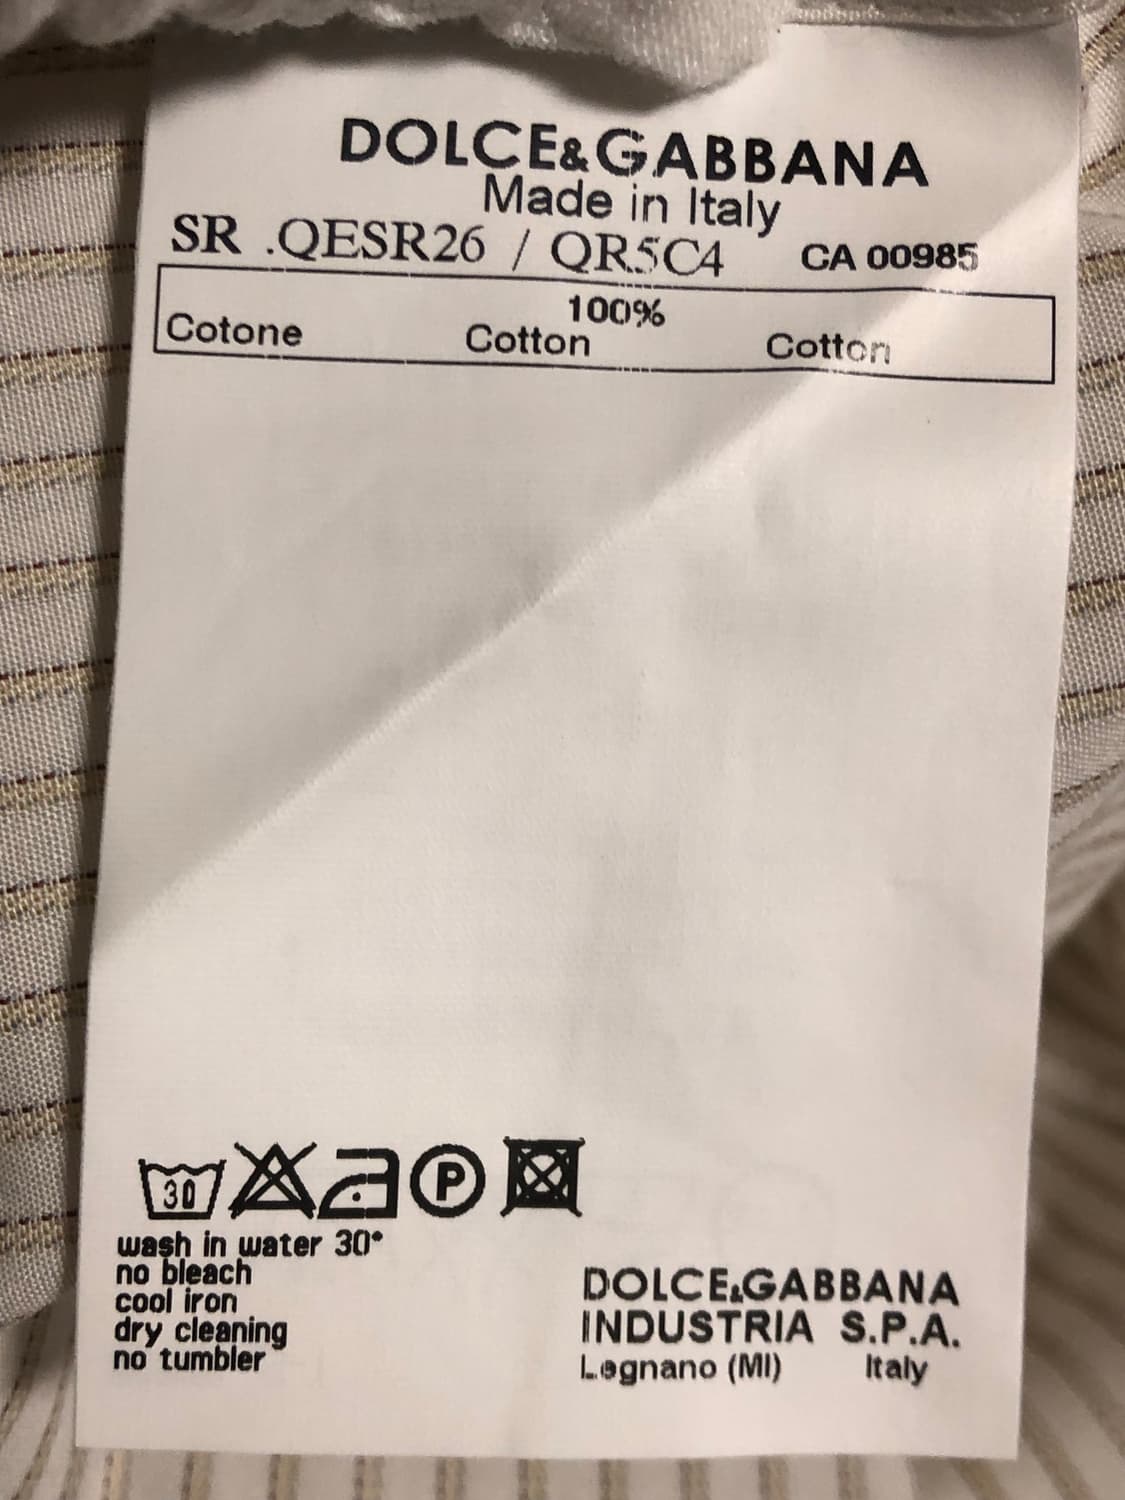 DOLCE&GABBANA
Made in Italy
SR .QESR26 / QR5C4 CA 00985
100%
Cotone Cotton Cotton
30 P
wash in water 30°
no bleach
cool iron
dry cleaning
no tumbler
DOLCE&GABBANA
INDUSTRIA S.P.A.
Legnano (MI) Italy